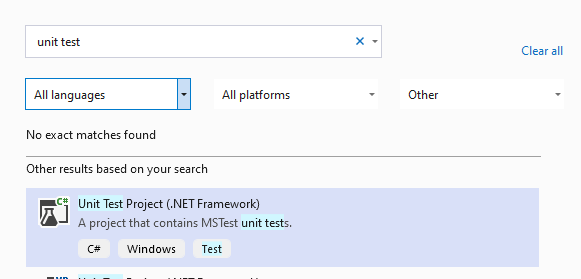 unit test
Clear all
All languages
All platforms
Other
No exact matches found
Other results based on your search
C#
Unit Test Project (.NET Framework)
A project that contains MSTest unit tests.
C#
Windows
Test